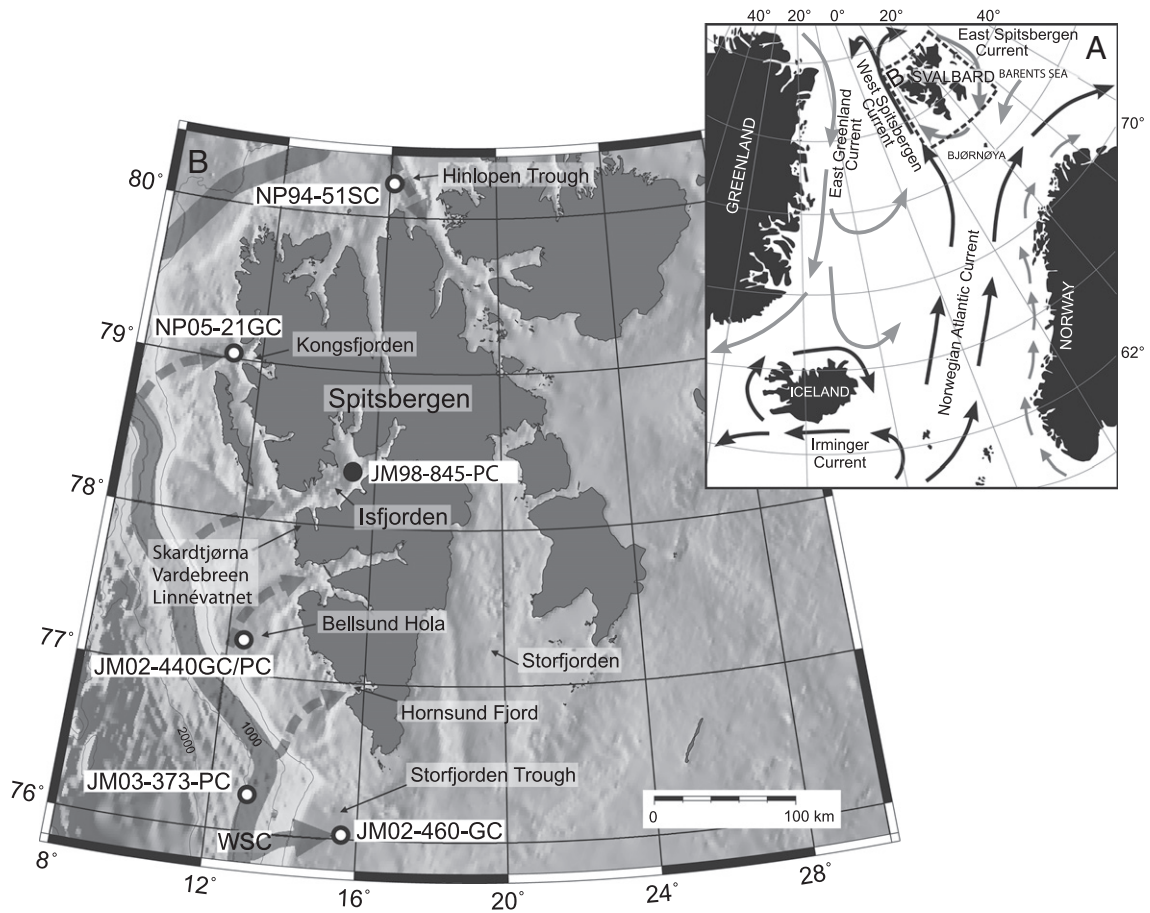 40°
20°
0°
20°
40°
East Spitsbergen
Current
A
SVALBARD
BARENTS SEA
B
West Spitsbergen
Current
70°
BJØRNØYA
East Greenland
Current
GREENLAND
Norwegian Atlantic Current
NORWAY
62°
ICELAND
Irminger
Current
B
80°
Hinlopen Trough
NP94-51SC
79°
NP05-21GC
Kongsfjorden
Spitsbergen
78°
JM98-845-PC
Isfjorden
Skardtjørna
Vardebreen
Linnévatnet
77°
Bellsund Hola
JM02-440GC/PC
Storfjorden
Hornsund Fjord
2000
1000
76°
JM03-373-PC
Storfjorden Trough
WSC
JM02-460-GC
0
100 km
8°
12°
16°
20°
24°
28°